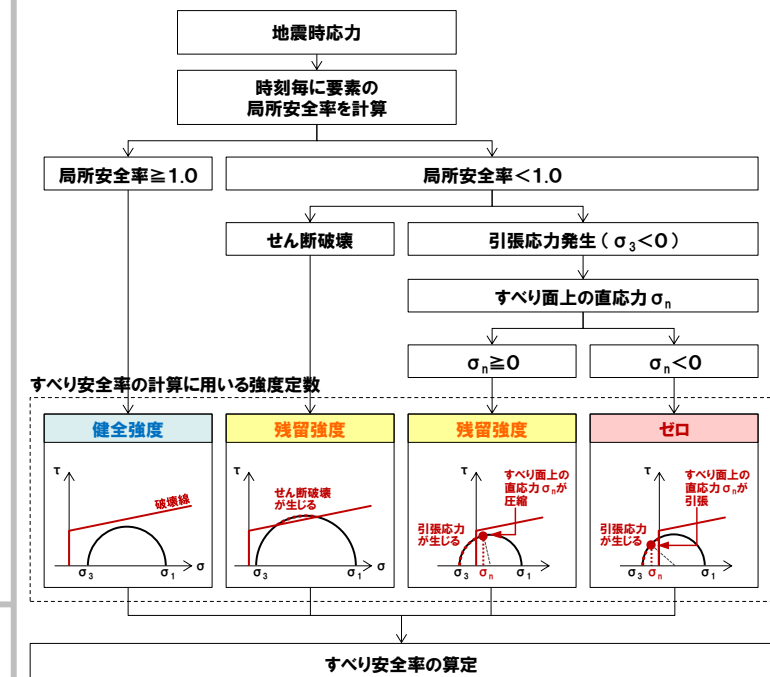 地震時応力
時刻毎に要素の
局所安全率を計算
局所安全率≧1.0
局所安全率<1.0
せん断破壊
引張応力発生(σ3<0)
すべり面上の直応力σn
σn≧0
σn<0
すべり安全率の計算に用いる強度定数
健全強度
残留強度
残留強度
ゼロ
τ
破壊線
σ3
σ1
σ
τ
せん断破壊
が生じる
σ3
σ1
σ
τ
すべり面上の
直応力σnが
圧縮
引張応力
が生じる
σ3
σn
σ1
τ
すべり面上の
直応力σnが
引張
引張応力
が生じる
σ3
σn
σ1
すべり安全率の算定